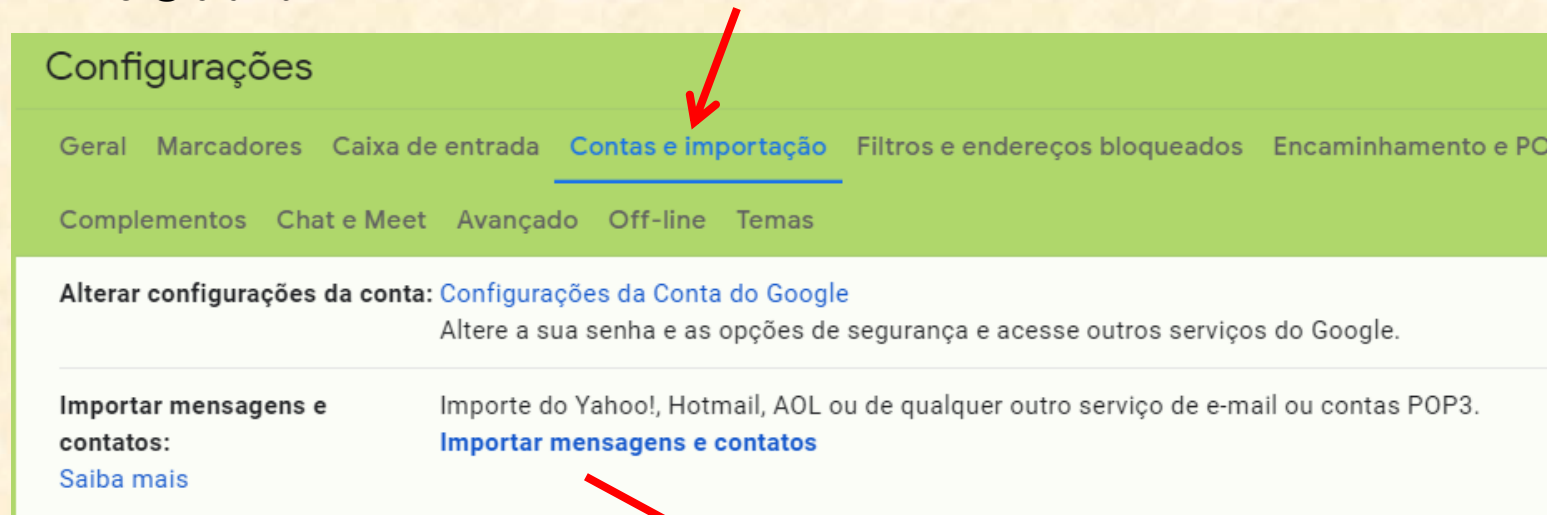 Configurações
Geral Marcadores Caixa de entrada Contas e importação Filtros e endereços bloqueados Encaminhamento e PO
Complementos Chat e Meet Avançado Off-line Temas
Alterar configurações da conta: Configurações da Conta do Google
Altere a sua senha e as opções de segurança e acesse outros serviços do Google.
Importar mensagens e Importe do Yahoo!, Hotmail, AOL ou de qualquer outro serviço de e-mail ou contas POP3.
contatos: Importar mensagens e contatos
Saiba mais